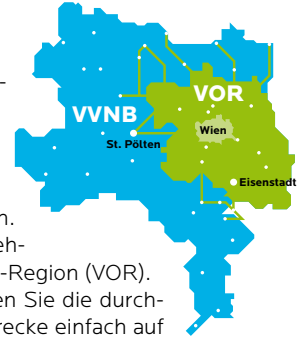 -
VVNB
VOR
Wien
St. Pölten
Eisenstadt
n.
eh-
-Region (VOR).
en Sie die durch-
recke einfach auf